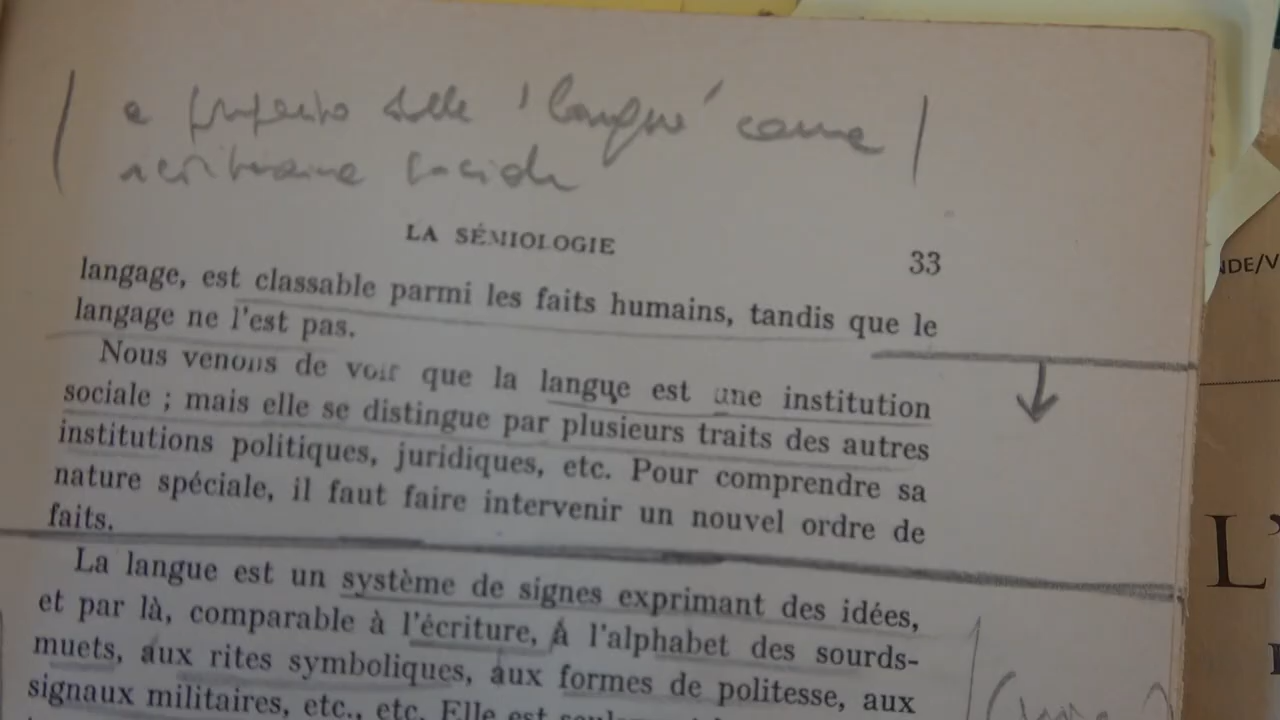 a proposito della 'langue' come
istituzione sociale
LA SÉMIOLOGIE
33
langage, est classable parmi les faits humains, tandis que le
langage ne l'est pas.
Nous venons de voir que la langue est une institution
sociale ; mais elle se distingue par plusieurs traits des autres
institutions politiques, juridiques, etc. Pour comprendre sa
nature spéciale, il faut faire intervenir un nouvel ordre de
faits.
La langue est un système de signes exprimant des idées,
et par là, comparable à l'écriture, à l'alphabet des sourds-
muets, aux rites symboliques, aux formes de politesse, aux
signaux militaires, etc., etc. Elle est
NDE/V
L'